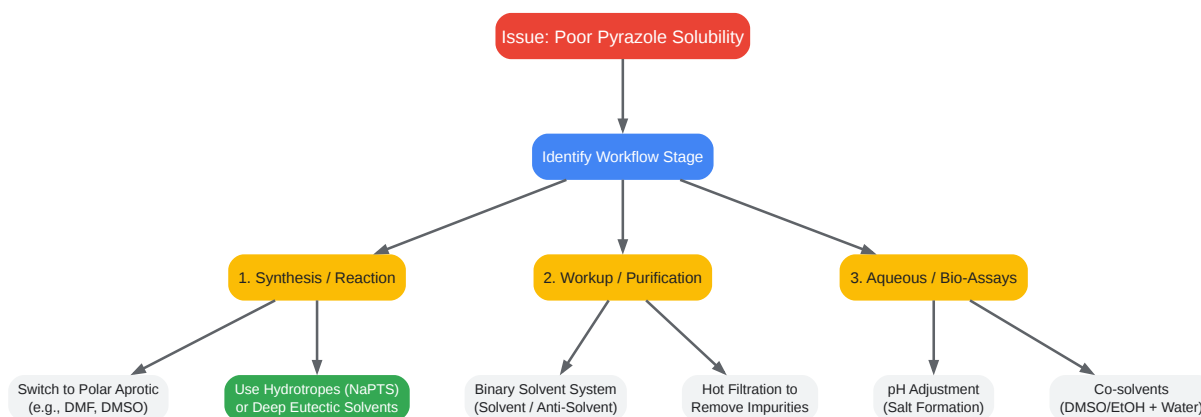 Issue: Poor Pyrazole Solubility
Identify Workflow Stage
1. Synthesis / Reaction
2. Workup / Purification
3. Aqueous / Bio-Assays
Switch to Polar Aprotic
(e.g., DMF, DMSO)
Use Hydrotropes (NaPTS)
or Deep Eutectic Solvents
Binary Solvent System
(Solvent / Anti-Solvent)
Hot Filtration to
Remove Impurities
pH Adjustment
(Salt Formation)
Co-solvents
(DMSO/EtOH + Water)